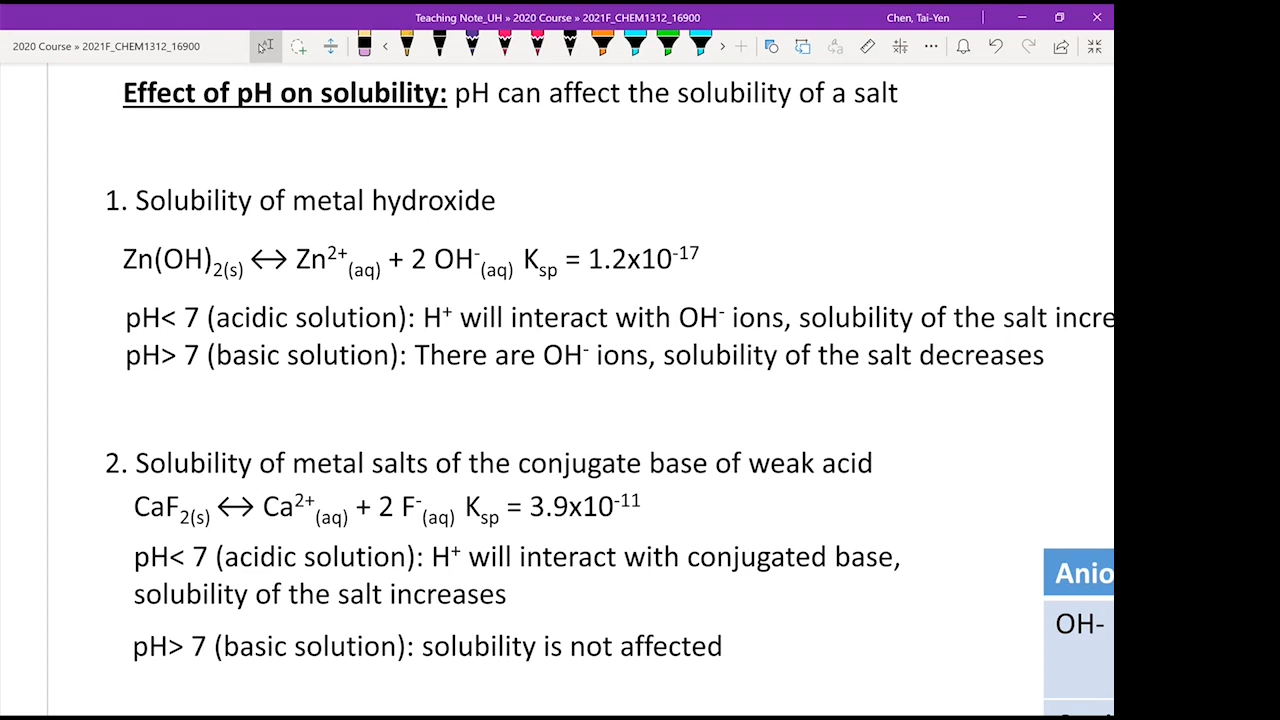 Teaching Note_UH » 2020 Course » 2021F_CHEM1312_16900
Chen, Tai-Yen
2020 Course » 2021F_CHEM1312_16900
Effect of pH on solubility: pH can affect the solubility of a salt
1. Solubility of metal hydroxide
Zn(OH)2(s) ↔ Zn2+(aq) + 2 OH-(aq) Ksp = 1.2x10-17
pH< 7 (acidic solution): H+ will interact with OH- ions, solubility of the salt incre
pH> 7 (basic solution): There are OH- ions, solubility of the salt decreases
2. Solubility of metal salts of the conjugate base of weak acid
CaF2(s) ↔ Ca2+(aq) + 2 F-(aq) Ksp = 3.9x10-11
pH< 7 (acidic solution): H+ will interact with conjugated base,
solubility of the salt increases
pH> 7 (basic solution): solubility is not affected
Anio
OH-